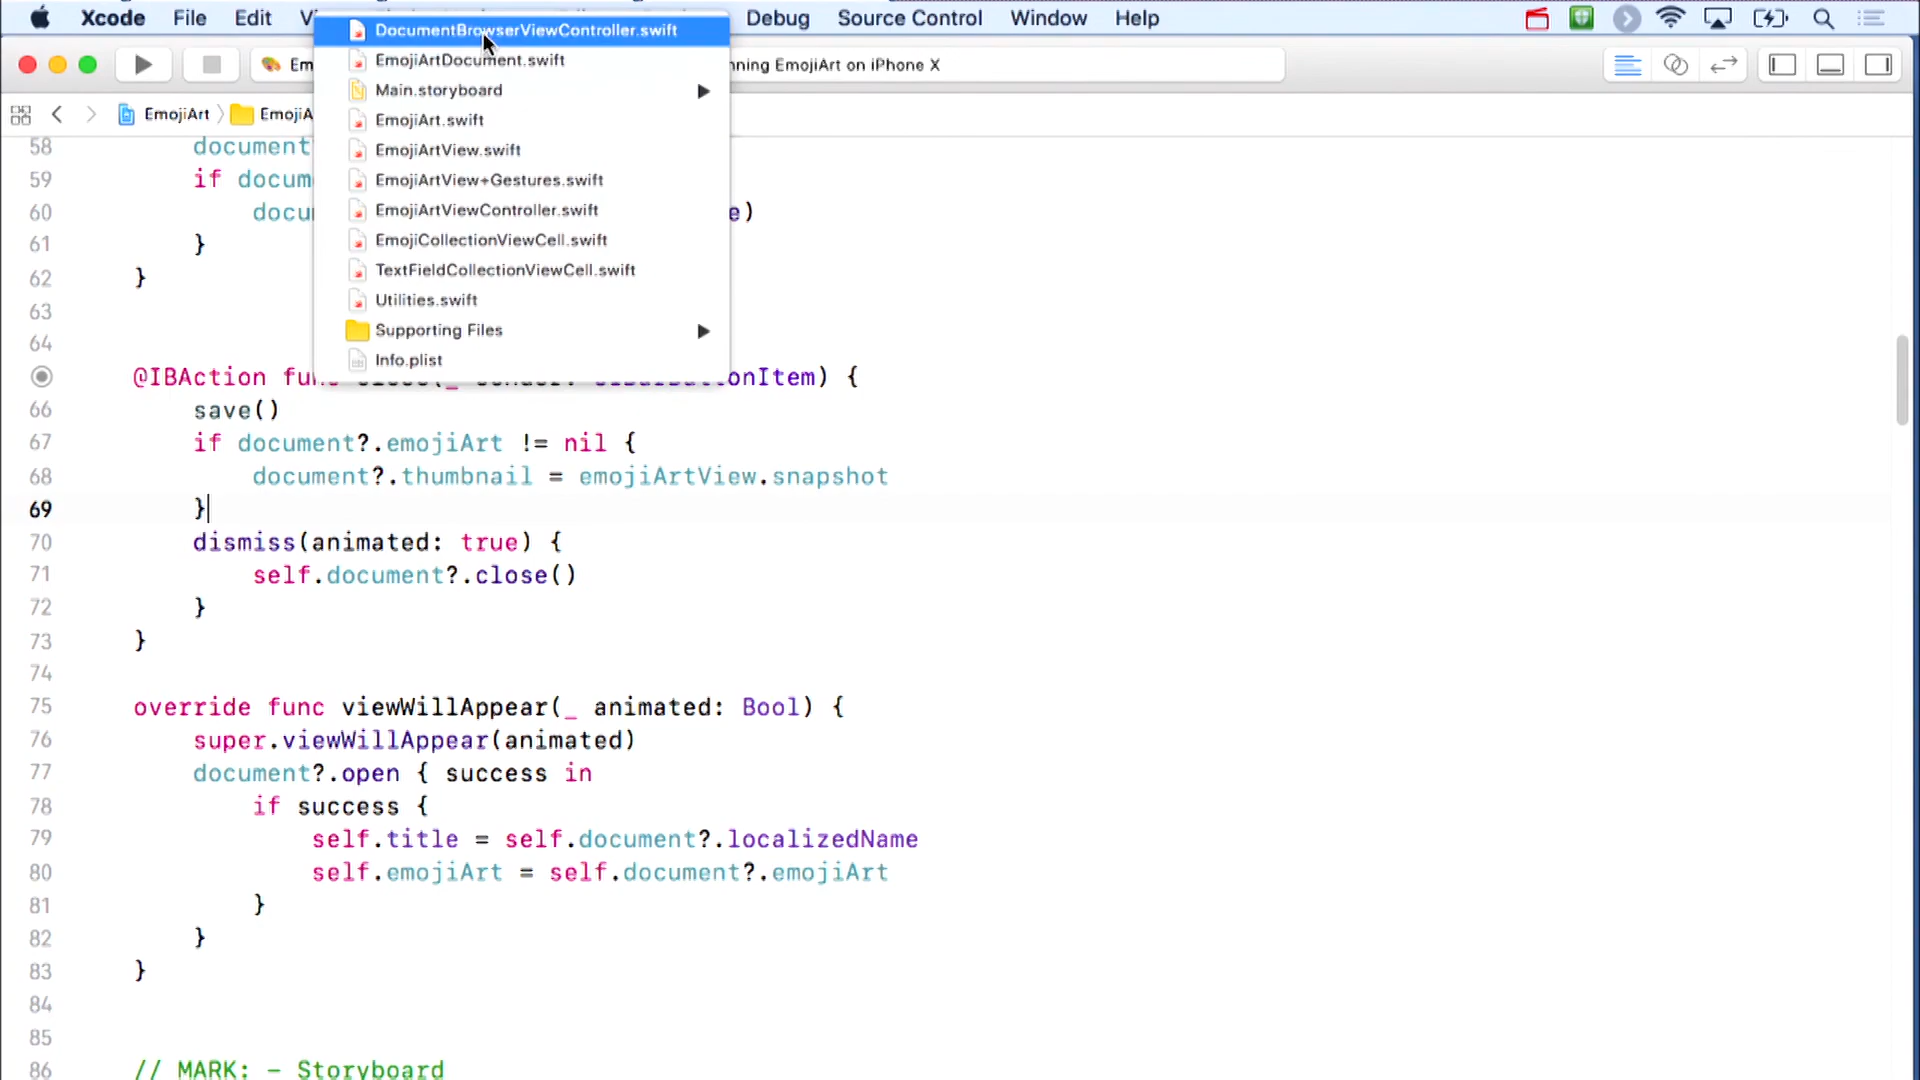 Xcode File Edit Debug Source Control Window Help
DocumentBrowserViewController.swift
EmojiArtDocument.swift
Main.storyboard
EmojiArt.swift
EmojiArtView.swift
EmojiArtView+Gestures.swift
EmojiArtViewController.swift
EmojiCollectionViewCell.swift
TextFieldCollectionViewCell.swift
Utilities.swift
Supporting Files
Info.plist
Em nning EmojiArt on iPhone X
EmojiArt EmojiA
58 document
59 if docum
60 docu e)
61 }
62 }
63
64
@IBAction fun onItem) {
66 save()
67 if document?.emojiArt != nil {
68 document?.thumbnail = emojiArtView.snapshot
69 }
70 dismiss(animated: true) {
71 self.document?.close()
72 }
73 }
74
75 override func viewWillAppear(_ animated: Bool) {
76 super.viewWillAppear(animated)
77 document?.open { success in
78 if success {
79 self.title = self.document?.localizedName
80 self.emojiArt = self.document?.emojiArt
81 }
82 }
83 }
84
85
86 // MARK: - Storyboard